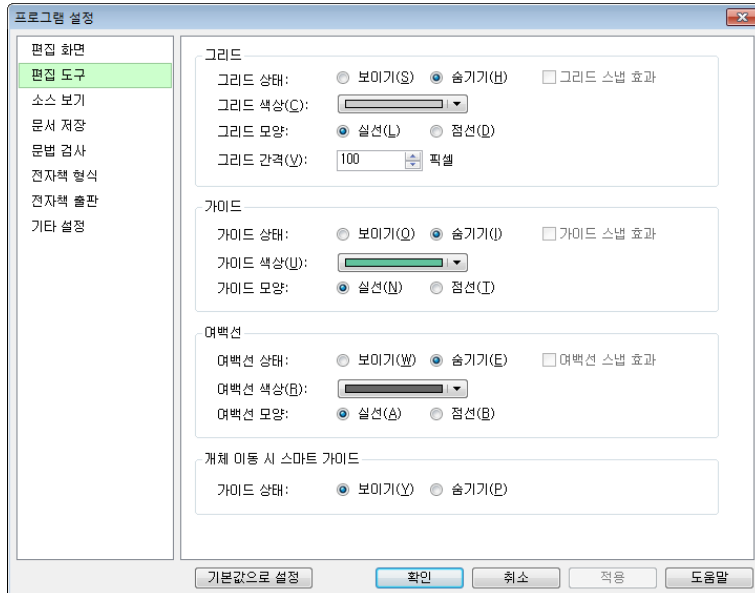 프로그램 설정
편집 화면
편집 도구
소스 보기
문서 저장
문법 검사
전자책 형식
전자책 출판
기타 설정
그리드
그리드 상태: 보이기(S) 숨기기(H) 그리드 스냅 효과
그리드 색상(C):
그리드 모양: 실선(L) 점선(D)
그리드 간격(V): 100 픽셀
가이드
가이드 상태: 보이기(O) 숨기기(I) 가이드 스냅 효과
가이드 색상(U):
가이드 모양: 실선(N) 점선(T)
여백선
여백선 상태: 보이기(W) 숨기기(E) 여백선 스냅 효과
여백선 색상(R):
여백선 모양: 실선(A) 점선(B)
개체 이동 시 스마트 가이드
가이드 상태: 보이기(Y) 숨기기(P)
기본값으로 설정 확인 취소 적용 도움말